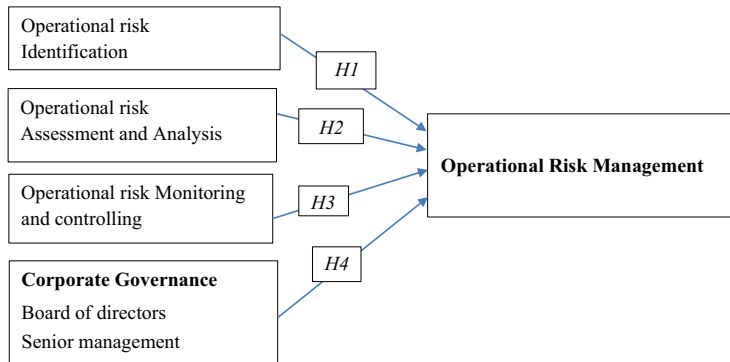 Operational risk
Identification
H1
Operational risk
Assessment and Analysis
H2
Operational Risk Management
Operational risk Monitoring
and controlling
H3
H4
Corporate Governance
Board of directors
Senior management